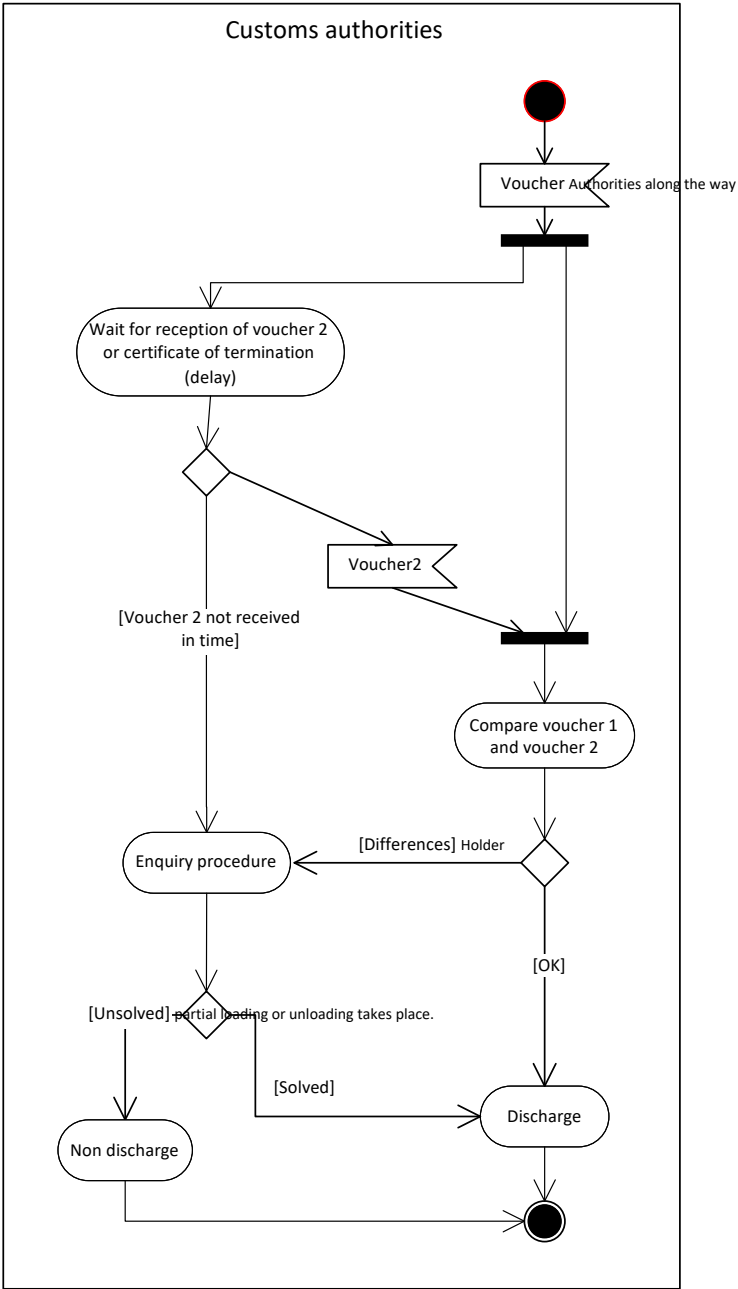 Customs authorities
Voucher Authorities along the way
Wait for reception of voucher 2
or certificate of termination
(delay)
Voucher2
[Voucher 2 not received
in time]
Compare voucher 1
and voucher 2
[Differences] Holder
Enquiry procedure
[OK]
[Unsolved] partial loading or unloading takes place.
[Solved]
Discharge
Non discharge